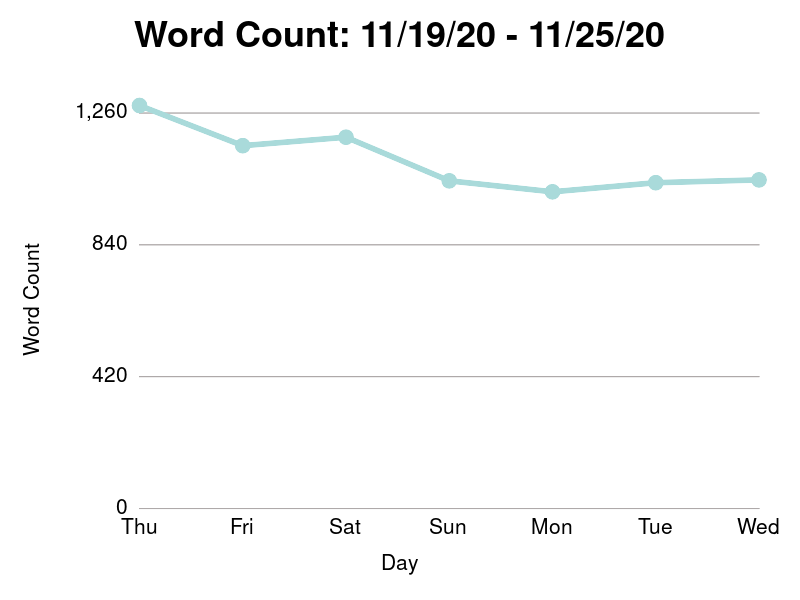 Word Count: 11/19/20 - 11/25/20
1,260
840
420
0
Word Count
Thu Fri Sat Sun Mon Tue Wed
Day